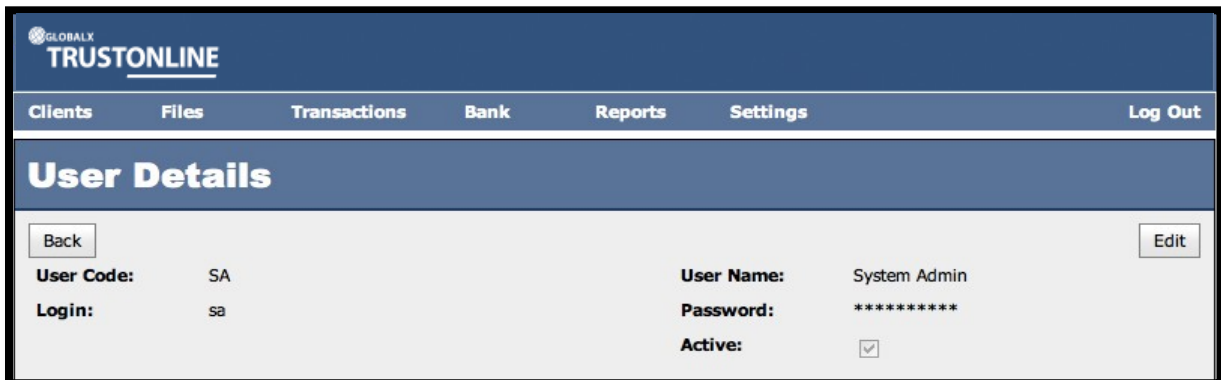 GLOBALX
TRUSTONLINE
Clients Files Transactions Bank Reports Settings Log Out
User Details
Back Edit
User Code: SA User Name: System Admin
Login: sa Password: **********
Active: